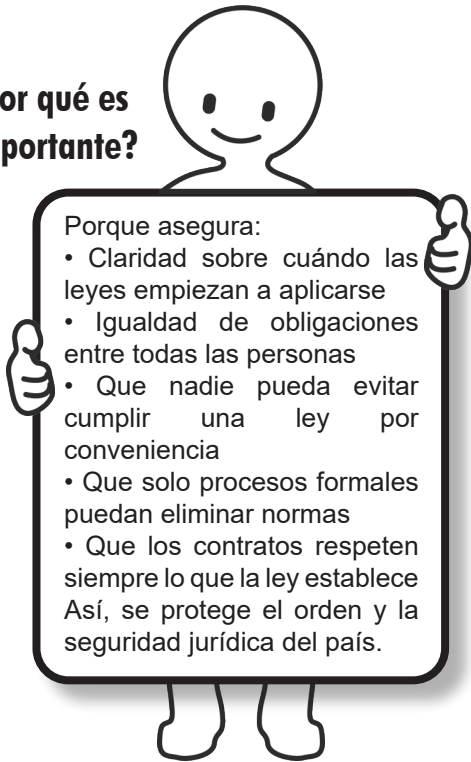 or qué es
portante?
Porque asegura:
• Claridad sobre cuándo las
leyes empiezan a aplicarse
• Igualdad de obligaciones
entre todas las personas
• Que nadie pueda evitar
cumplir una ley por
conveniencia
• Que solo procesos formales
puedan eliminar normas
• Que los contratos respeten
siempre lo que la ley establece
Así, se protege el orden y la
seguridad jurídica del país.